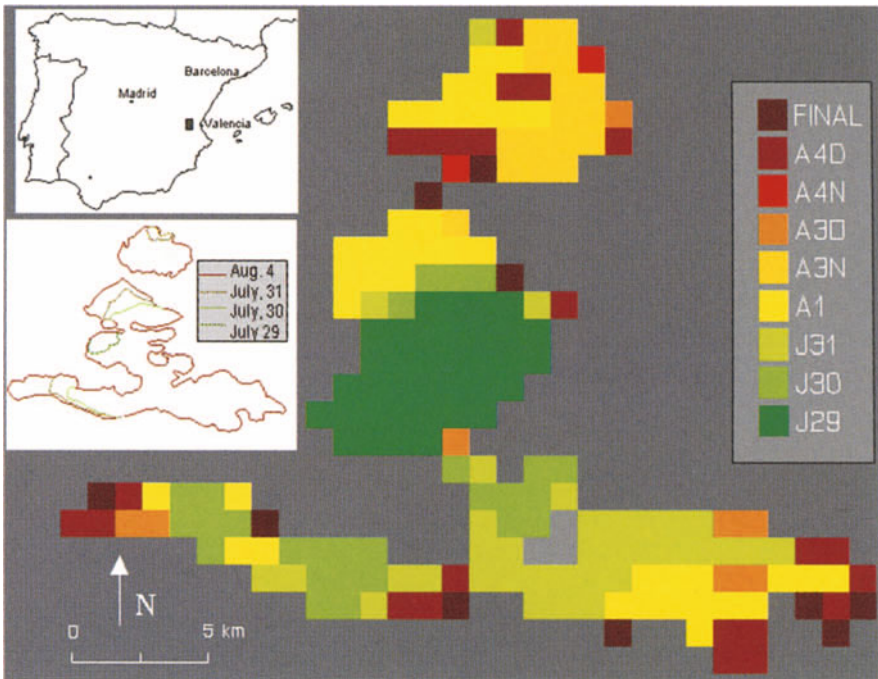 Barcelona
Madrid
Valencia
Aug. 4
July, 31
July, 30
July 29
FINAL
A4D
A4N
A3D
A3N
A1
J31
J30
J29
N
0 5 km